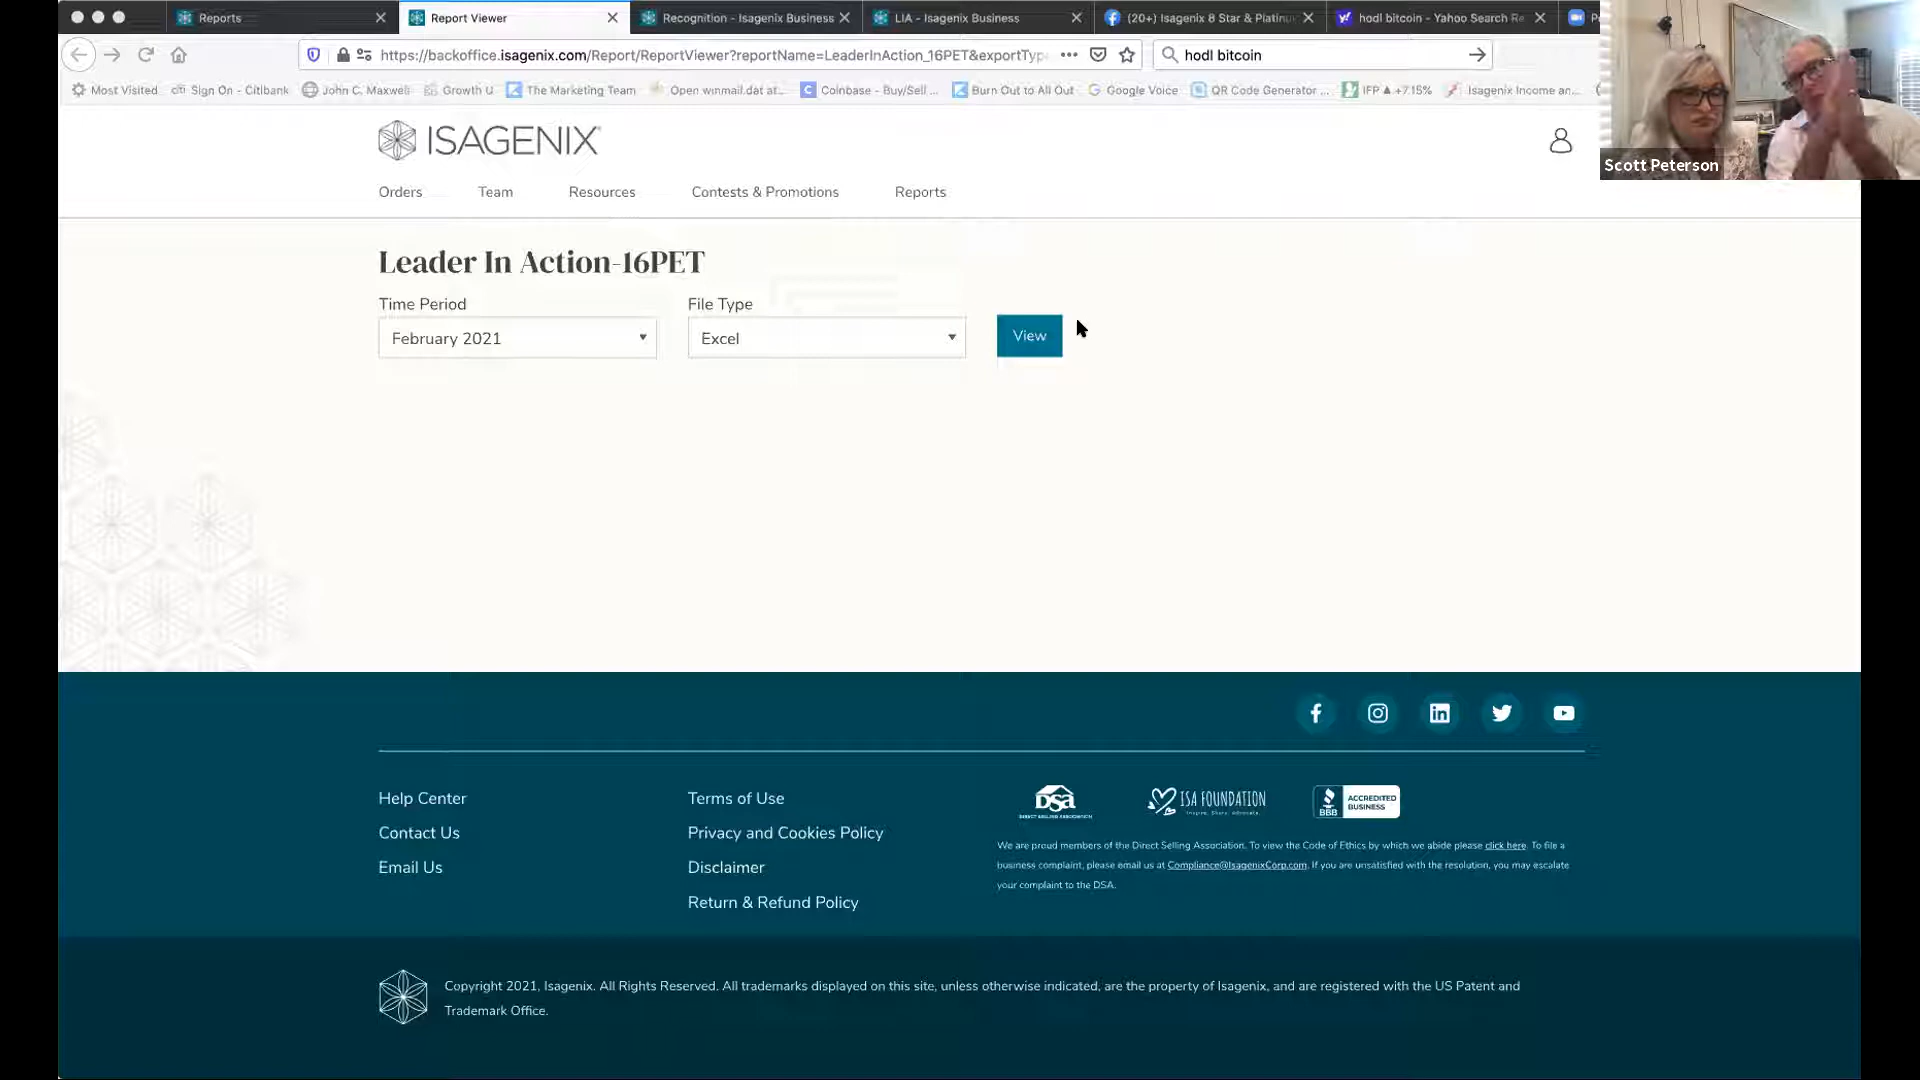 Reports
Report Viewer
Recognition - Isagenix Business
LIA - Isagenix Business
(20+) Isagenix 8 Star & Platinu
hodl bitcoin - Yahoo Search Re
https://backoffice.isagenix.com/Report/ReportViewer?reportName=LeaderInAction_16PET&exportTyp
hodl bitcoin
Most Visited
citi Sign On - Citibank
John C. Maxwell
Growth U
The Marketing Team
Open winmail.dat at...
Coinbase - Buy/Sell ...
Burn Out to All Out
Google Voice
QR Code Generator ...
IFP ▲ +7.15%
Isagenix Income an...
Scott Peterson
ISAGENIX
Orders
Team
Resources
Contests & Promotions
Reports
Leader In Action-16PET
Time Period
File Type
February 2021
Excel
View
Help Center
Contact Us
Email Us
Terms of Use
Privacy and Cookies Policy
Disclaimer
Return & Refund Policy
DSA
DIRECT SELLING ASSOCIATION
ISA FOUNDATION
Inspire. Share. Advocate.
BBB
ACCREDITED
BUSINESS
We are proud members of the Direct Selling Association. To view the Code of Ethics by which we abide please click here. To file a
business complaint, please email us at Compliance@IsagenixCorp.com. If you are unsatisfied with the resolution, you may escalate
your complaint to the DSA.
Copyright 2021, Isagenix. All Rights Reserved. All trademarks displayed on this site, unless otherwise indicated, are the property of Isagenix, and are registered with the US Patent and
Trademark Office.